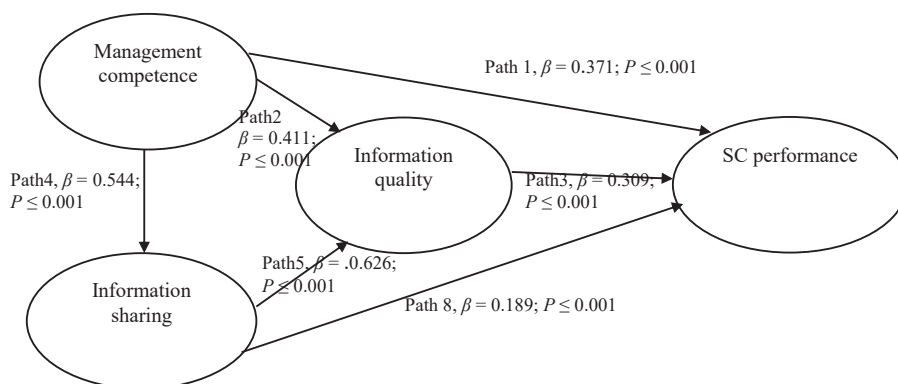 Management
competence
Path 1, β = 0.371; P ≤ 0.001
Path2
β = 0.411;
P ≤ 0.001
Information
quality
SC performance
Path4, β = 0.544;
P ≤ 0.001
Path3, β = 0.309;
P ≤ 0.001
Path5, β = .0.626;
P ≤ 0.001
Information
sharing
Path 8, β = 0.189; P ≤ 0.001